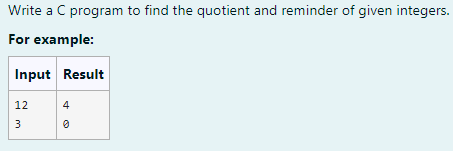 Write a C program to find the quotient and reminder of given integers.
For example:
Input Result
12 4
3 0